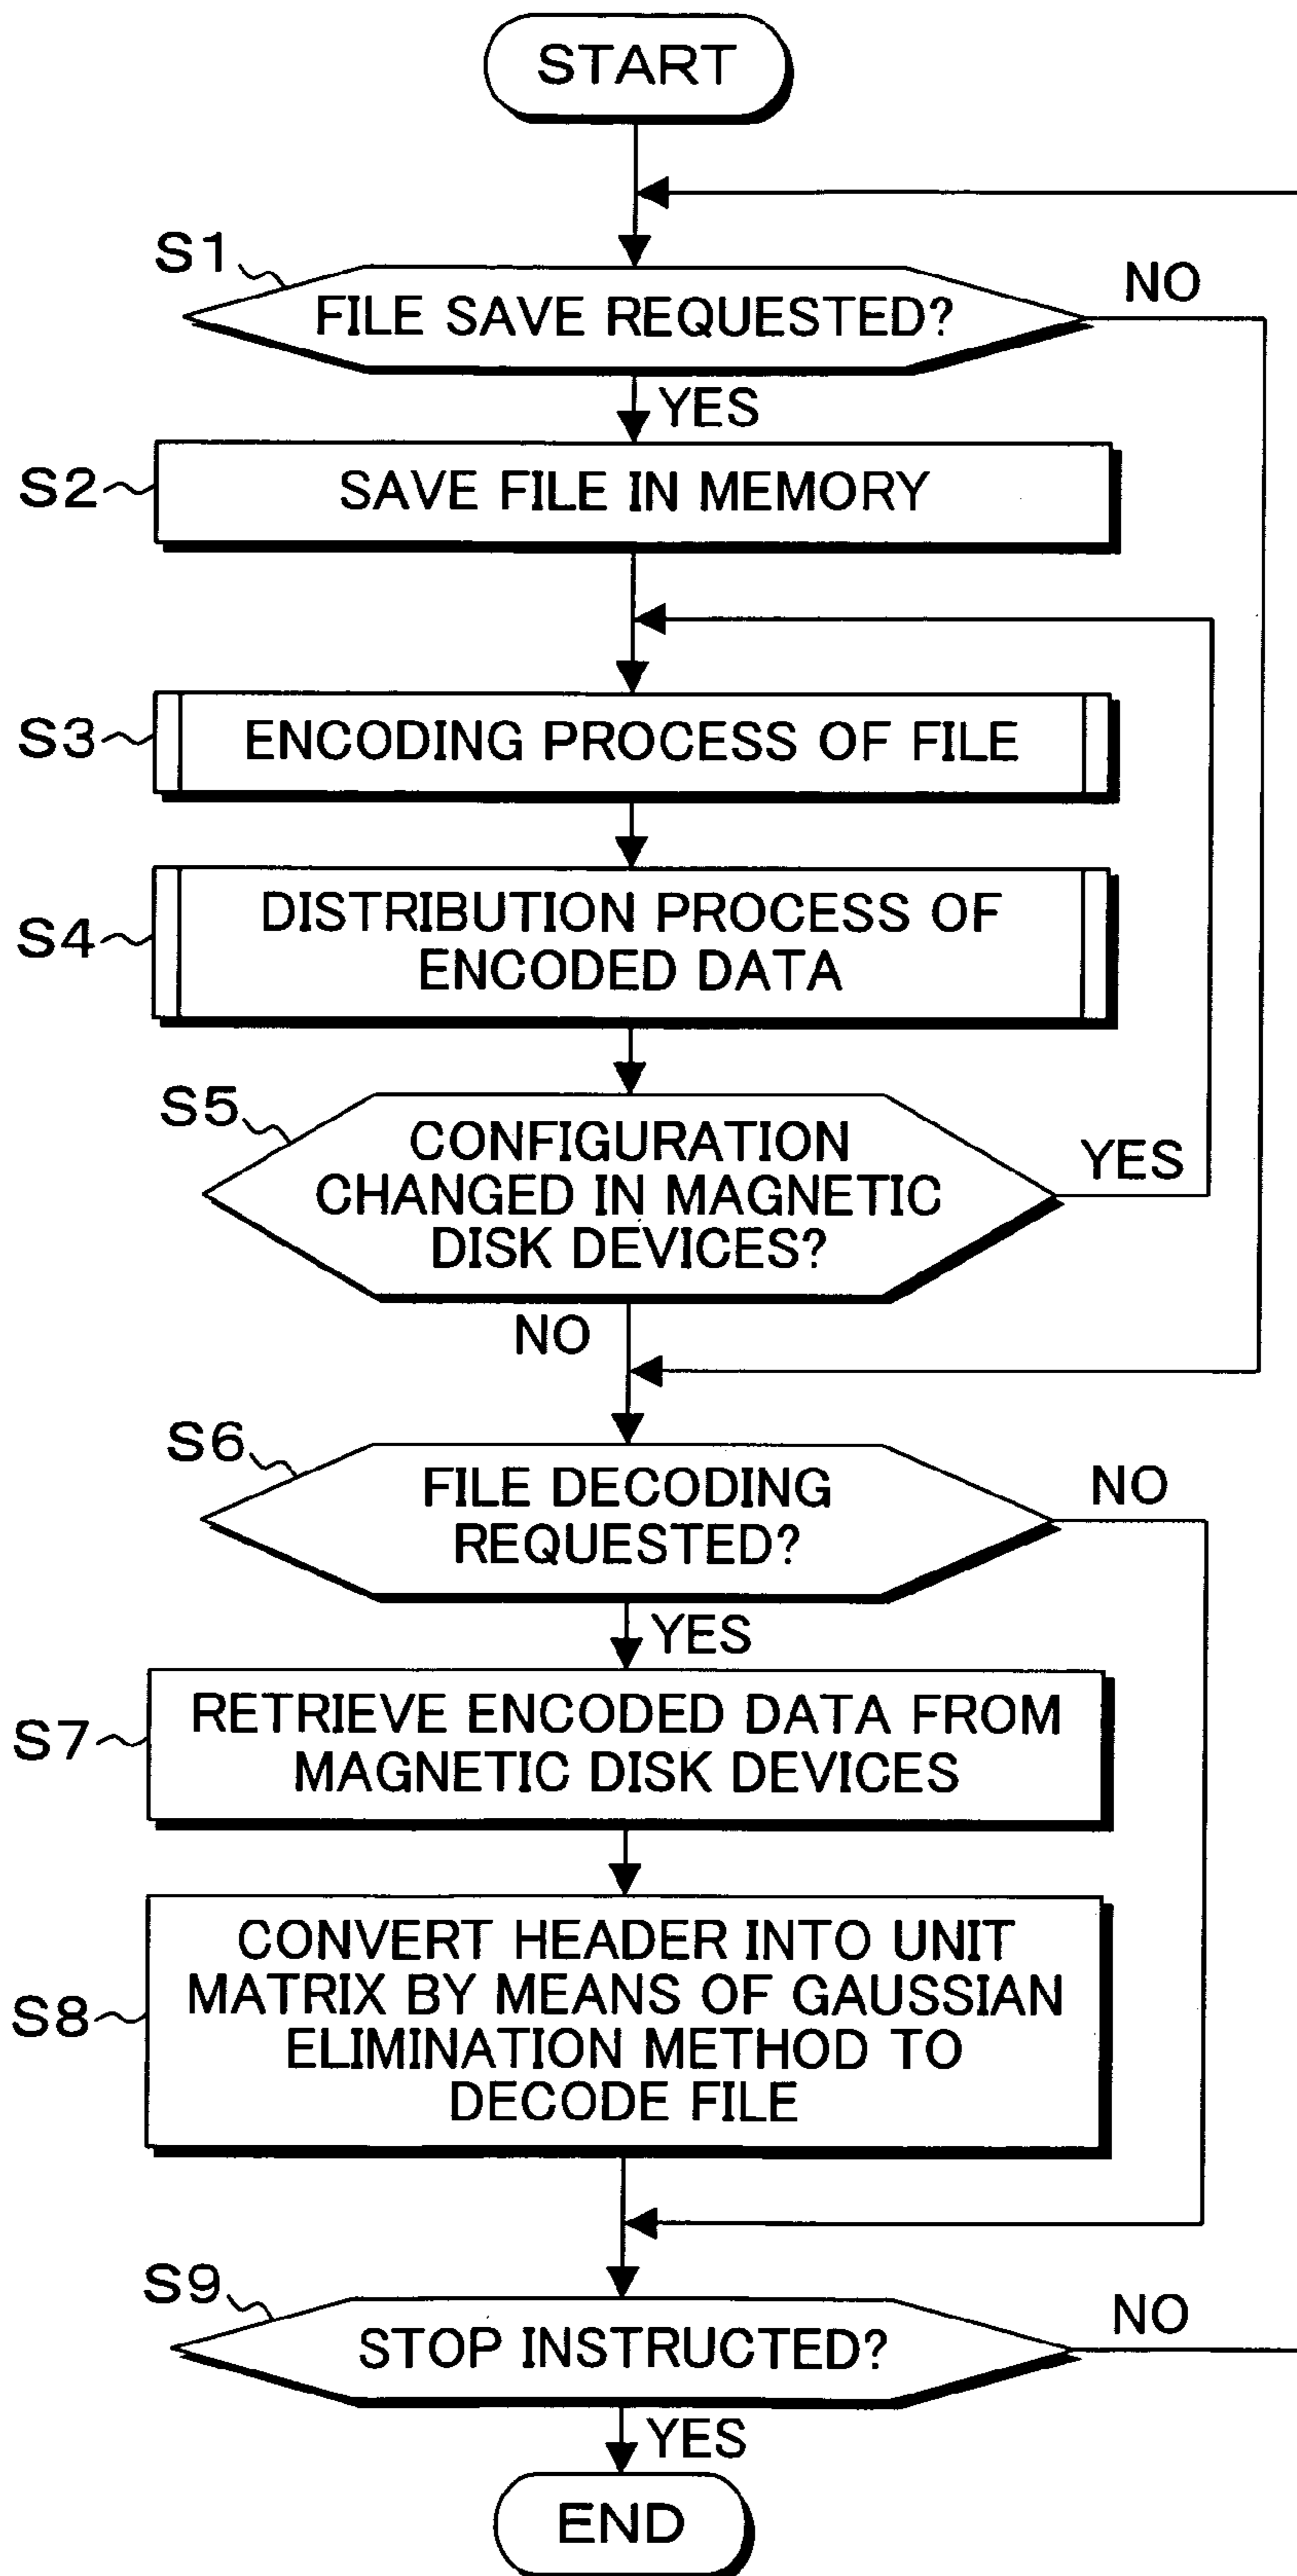 START
S1
FILE SAVE REQUESTED?
NO
YES
S2
SAVE FILE IN MEMORY
S3
ENCODING PROCESS OF FILE
S4
DISTRIBUTION PROCESS OF
ENCODED DATA
S5
CONFIGURATION
CHANGED IN MAGNETIC
DISK DEVICES?
YES
NO
S6
FILE DECODING
REQUESTED?
NO
YES
S7
RETRIEVE ENCODED DATA FROM
MAGNETIC DISK DEVICES
S8
CONVERT HEADER INTO UNIT
MATRIX BY MEANS OF GAUSSIAN
ELIMINATION METHOD TO
DECODE FILE
S9
STOP INSTRUCTED?
NO
YES
END